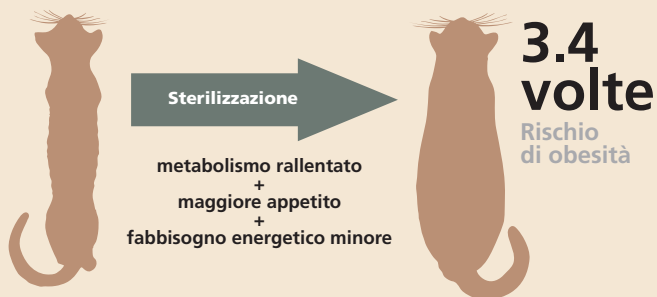 Sterilizzazione
metabolismo rallentato
+
maggiore appetito
+
fabbisogno energetico minore
3.4
volte
Rischio
di obesità